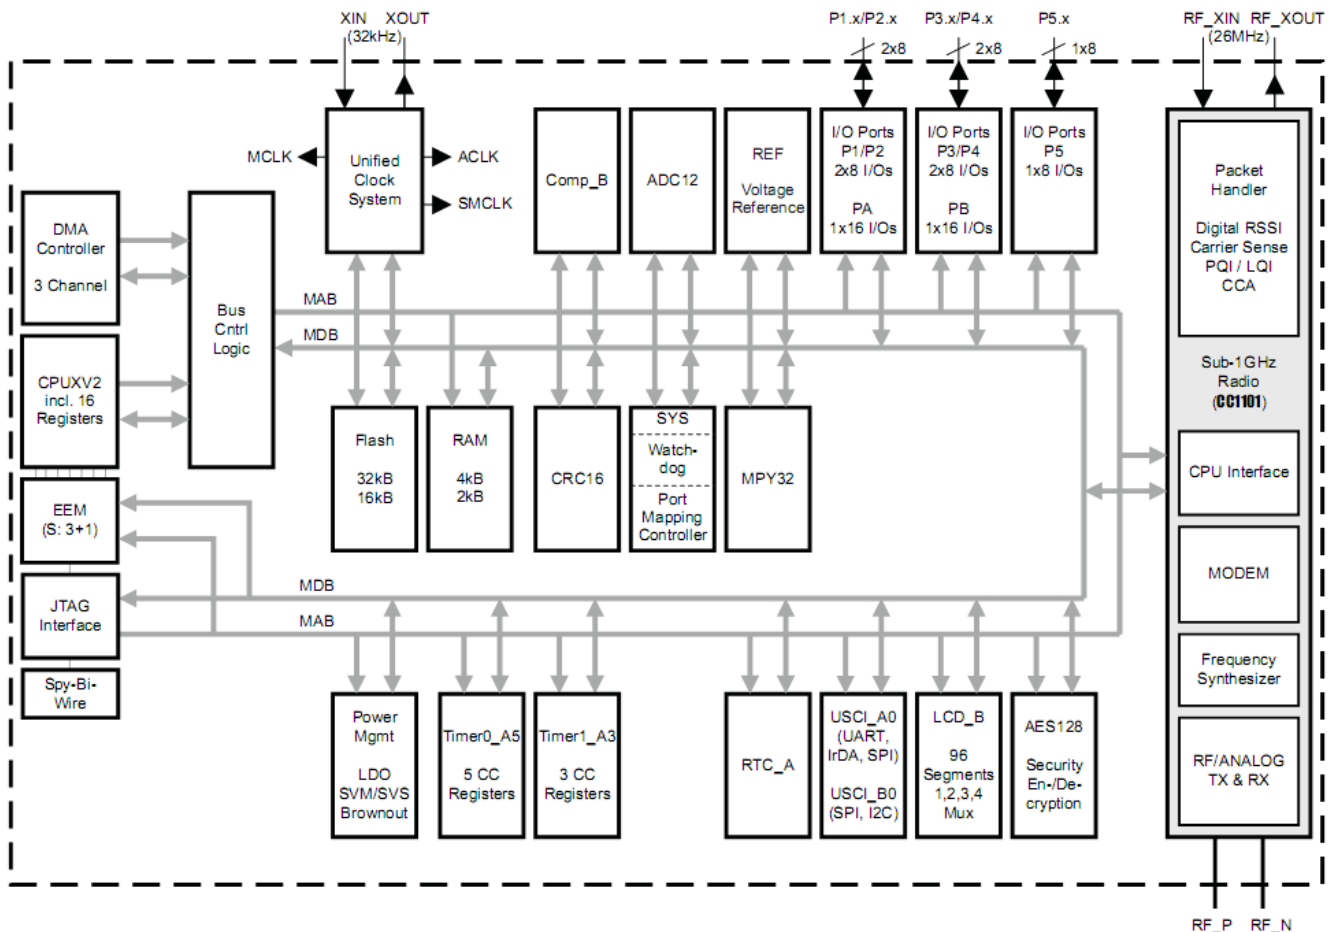 XIN XOUT
(32kHz)
P1.x/P2.x
2x8
P3.x/P4.x
2x8
P5.x
1x8
RF_XIN RF_XOUT
(26MHz)
MCLK
Unified
Clock
System
ACLK
SMCLK
Comp_B
ADC12
REF
Voltage
Reference
I/O Ports
P1/P2
2x8 I/Os
PA
1x16 I/Os
I/O Ports
P3/P4
2x8 I/Os
PB
1x16 I/Os
I/O Ports
P5
1x8 I/Os
Packet
Handler
Digital RSSI
Carrier Sense
PQI / LQI
CCA
DMA
Controller
3 Channel
Bus
Cntrl
Logic
MAB
MDB
CPUXV2
incl. 16
Registers
Sub-1GHz
Radio
(CC1101)
Flash
32kB
16kB
RAM
4kB
2kB
CRC16
SYS
Watch-
dog
Port
Mapping
Controller
MPY32
CPU Interface
EEM
(S: 3+1)
MODEM
JTAG
Interface
MDB
MAB
Frequency
Synthesizer
Spy-Bi-
Wire
Power
Mgmt
LDO
SVM/SVS
Brownout
Timer0_A5
5 CC
Registers
Timer1_A3
3 CC
Registers
RTC_A
USCI_A0
(UART,
IrDA, SPI)
USCI_B0
(SPI, I2C)
LCD_B
96
Segments
1,2,3,4
Mux
AES128
Security
En-/De-
cryption
RF/ANALOG
TX & RX
RF_P RF_N